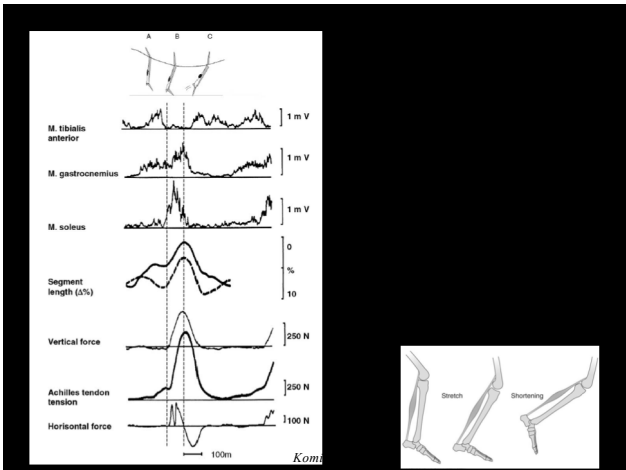 A B C
1 m V
M. tibialis
anterior
1 m V
M. gastrocnemius
1 m V
M. soleus
0
%
10
Segment
length (Δ%)
Vertical force
250 N
Achilles tendon
tension
250 N
Horisontal force
100 N
100m
Komi
Stretch
Shortening